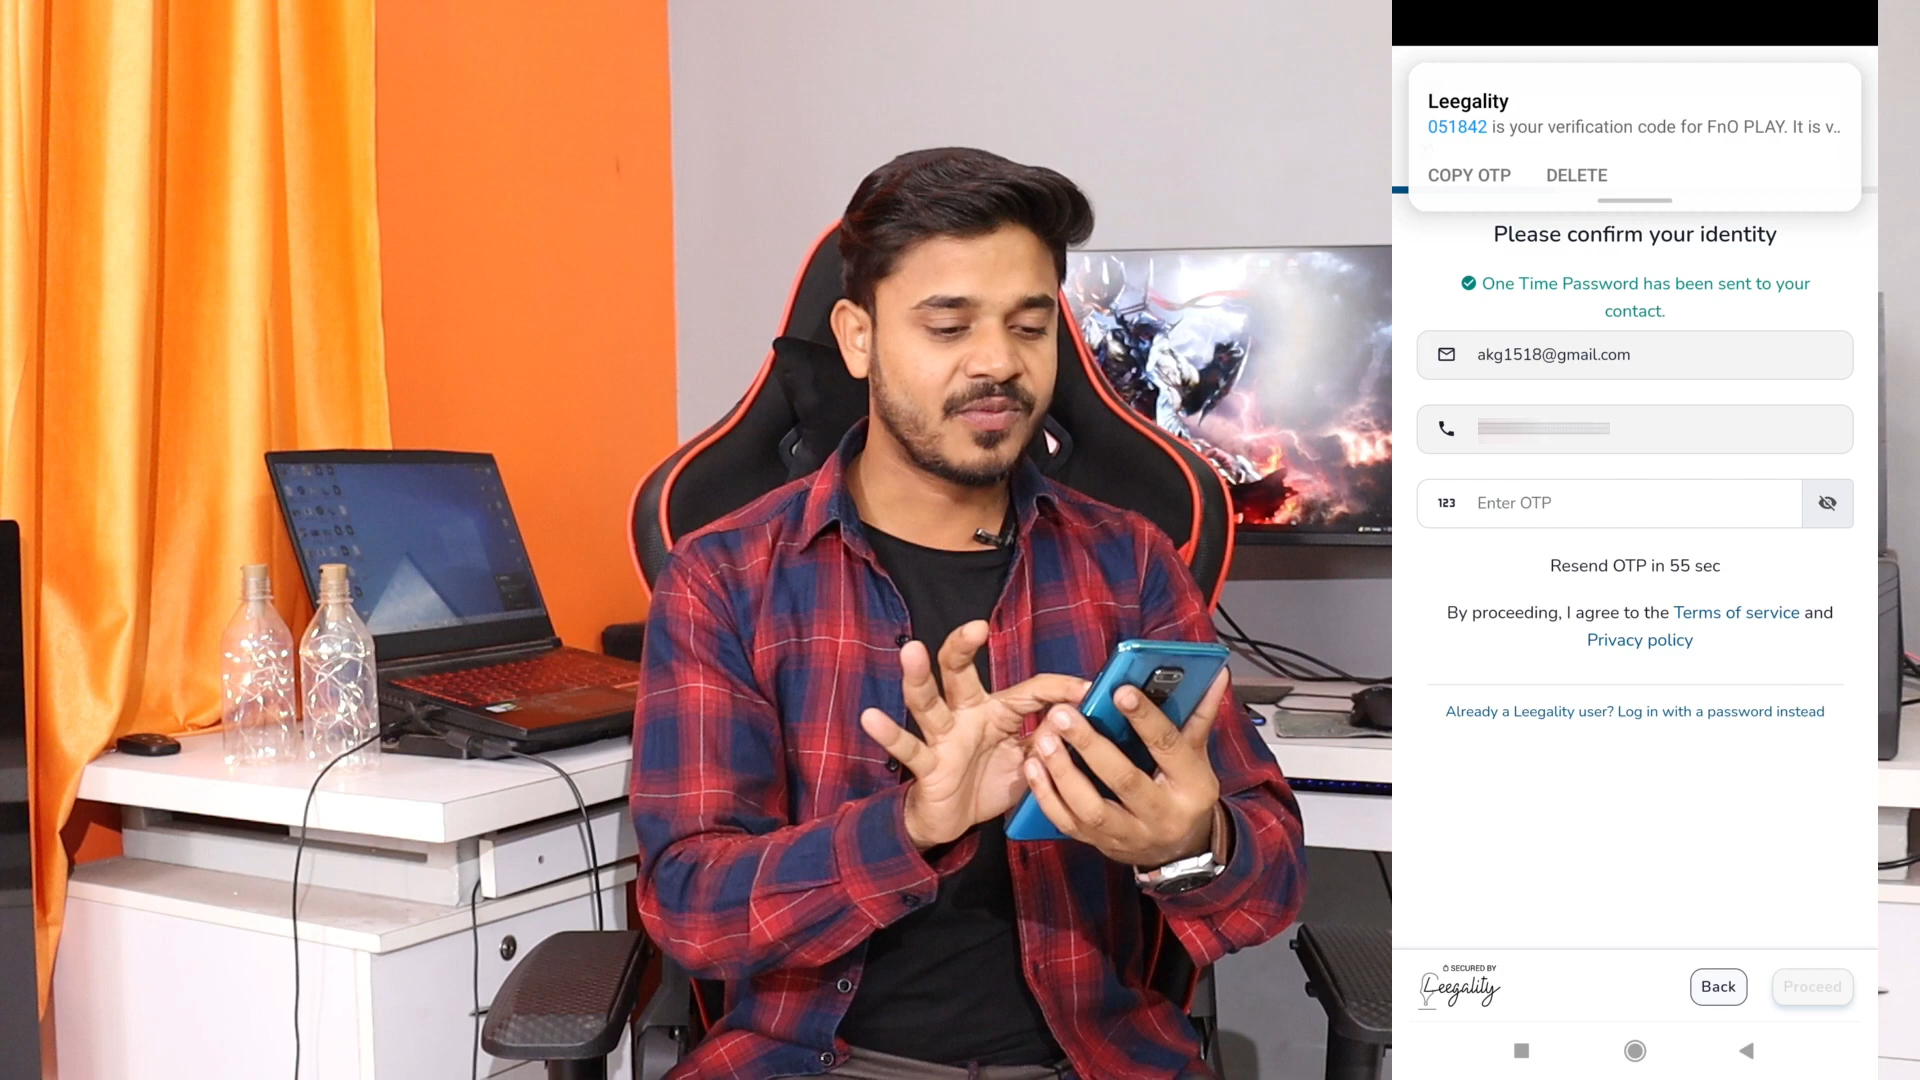 Leegality
051842 is your verification code for FnO PLAY. It is v..
COPY OTP DELETE
Please confirm your identity
One Time Password has been sent to your
contact.
akg1518@gmail.com
123 Enter OTP
Resend OTP in 55 sec
By proceeding, I agree to the Terms of service and
Privacy policy
Already a Leegality user? Log in with a password instead
SECURED BY
Leegality
Back Proceed